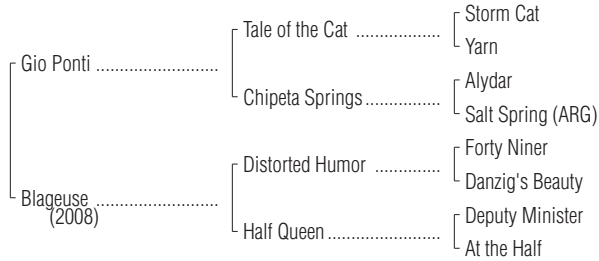 Storm Cat
Tale of the Cat ..................
Yarn
Gio Ponti ..........................
Alydar
Chipeta Springs................
Salt Spring (ARG)
Forty Niner
Distorted Humor ..............
Danzig's Beauty
Blageuse ..........................
(2008)
Deputy Minister
Half Queen ........................
At the Half